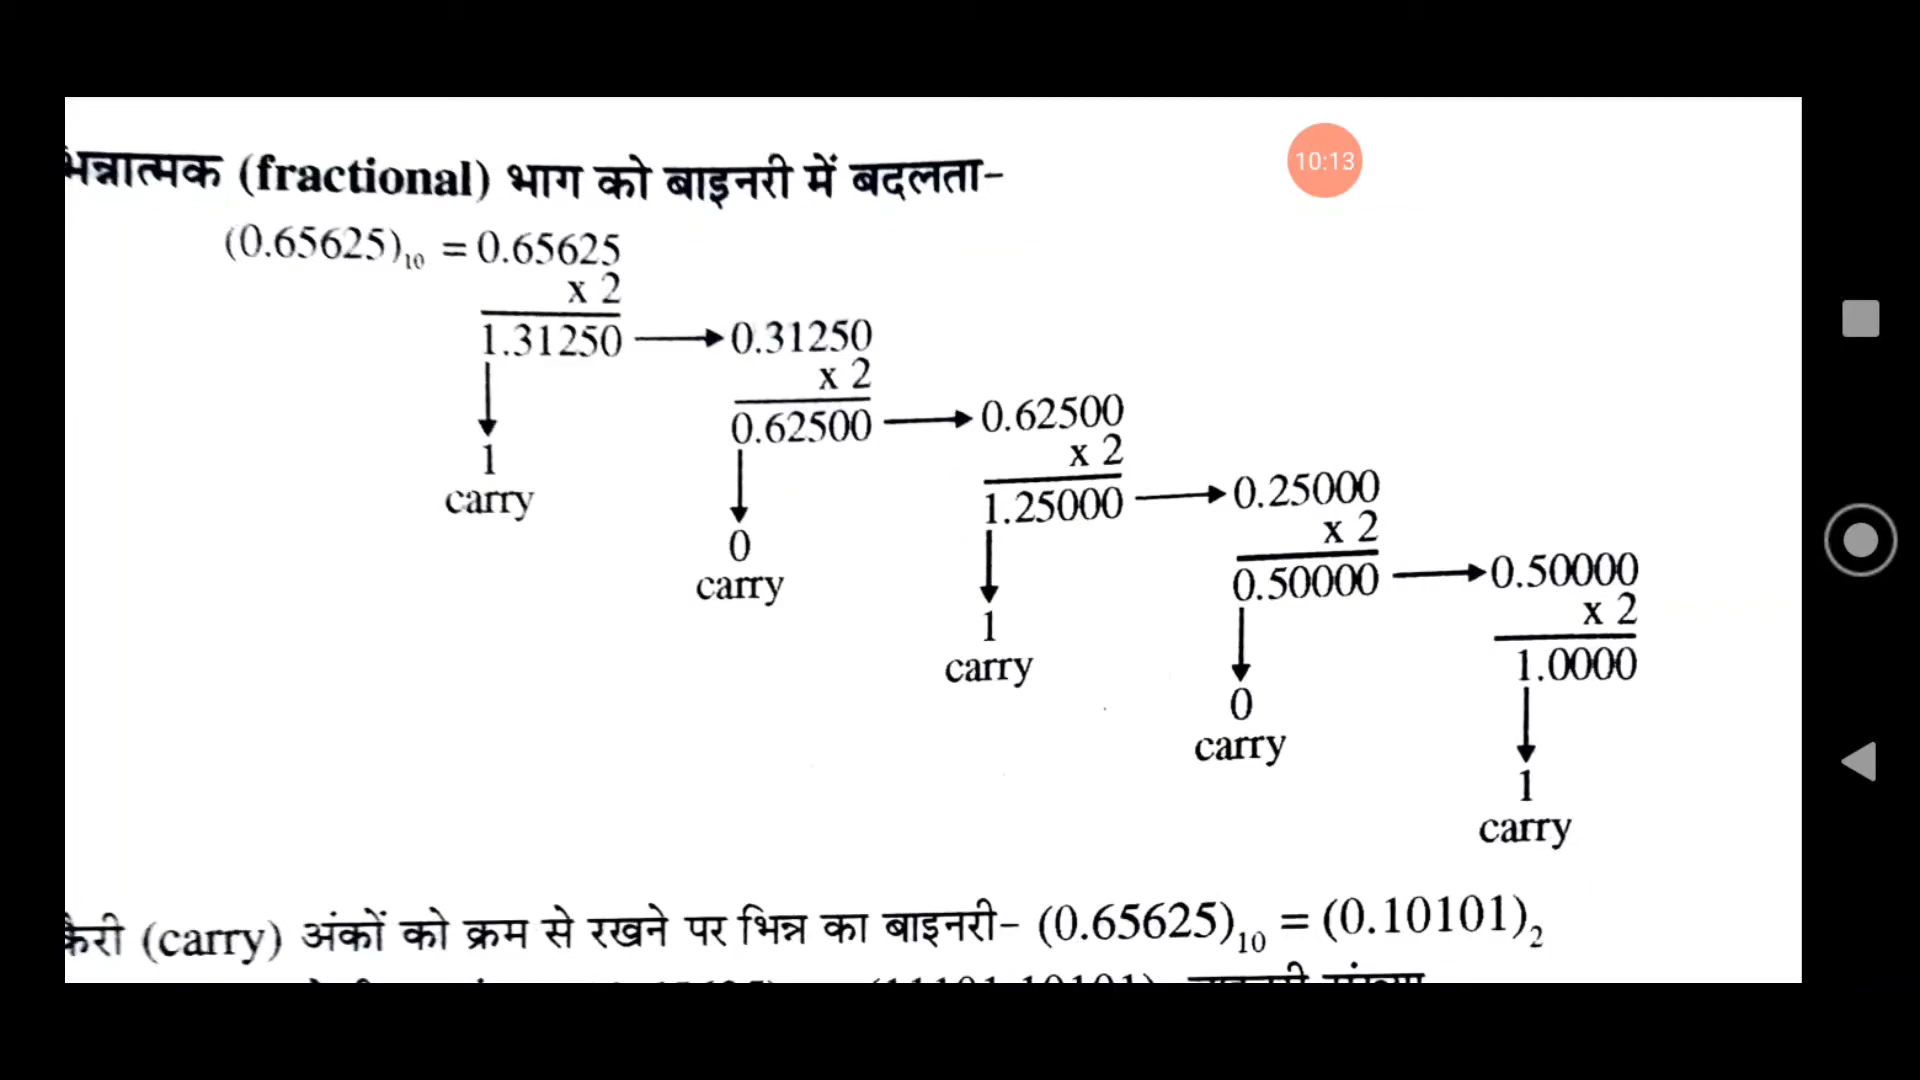 भिन्नात्मक (fractional) भाग को बाइनरी में बदलता-
10:13
(0.65625)₁₀ = 0.65625
x 2
1.31250 → 0.31250
x 2
0.62500 → 0.62500
x 2
1.25000 → 0.25000
x 2
0.50000 → 0.50000
x 2
1.0000
1
carry
0
carry
1
carry
0
carry
1
carry
कैरी (carry) अंकों को क्रम से रखने पर भिन्न का बाइनरी- (0.65625)₁₀ = (0.10101)₂